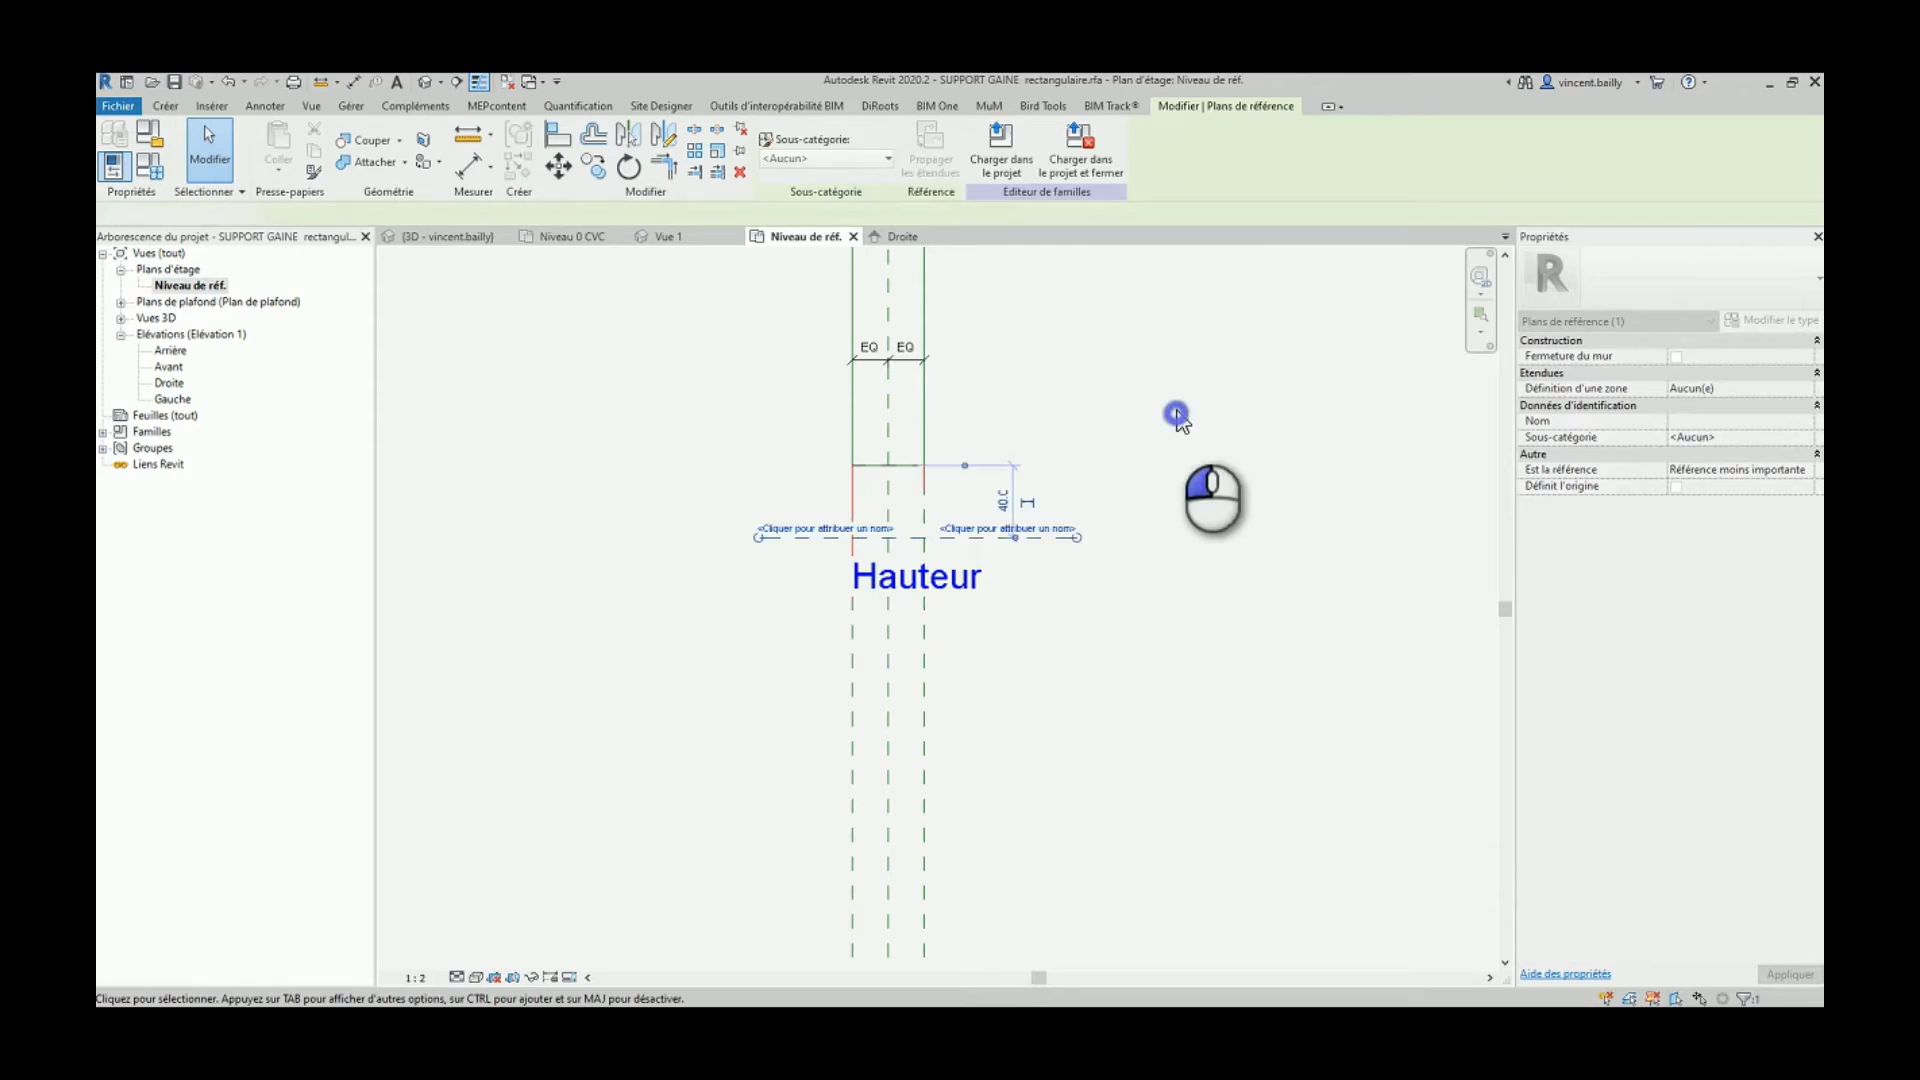 Autodesk Revit 2020.2 - SUPPORT GAINE rectangulaire.rfa - Plan d'étage: Niveau de réf.
vincent.bailly
Fichier Créer Insérer Annoter Vue Gérer Compléments MEPcontent Quantification Site Designer Outils d'interopérabilité BIM DiRoots BIM One MuM Bird Tools BIM Track® Modifier | Plans de référence
Modifier
Coller
Couper
Attacher
Sous-catégorie:
<Aucun>
Propager les étendues
Charger dans le projet
Charger dans le projet et fermer
Propriétés Sélectionner Presse-papiers Géométrie Mesurer Créer Modifier Sous-catégorie Référence Editeur de familles
Arborescence du projet - SUPPORT GAINE rectangul...
{3D - vincent.bailly} Niveau 0 CVC Vue 1 Niveau de réf. Droite
Vues (tout)
Plans d'étage
Niveau de réf.
Plans de plafond (Plan de plafond)
Vues 3D
Elévations (Elévation 1)
Arrière
Avant
Droite
Gauche
Feuilles (tout)
Familles
Groupes
Liens Revit
EQ EQ
40.0
<Cliquer pour attribuer un nom> <Cliquer pour attribuer un nom>
Hauteur
Propriétés
R
Plans de référence (1) Modifier le type
Construction
Fermeture du mur
Etendues
Définition d'une zone Aucun(e)
Données d'identification
Nom
Sous-catégorie <Aucun>
Autre
Est la référence Référence moins importante
Définit l'origine
Aide des propriétés Appliquer
1 : 2
Cliquez pour sélectionner. Appuyez sur TAB pour afficher d'autres options, sur CTRL pour ajouter et sur MAJ pour désactiver.
:1